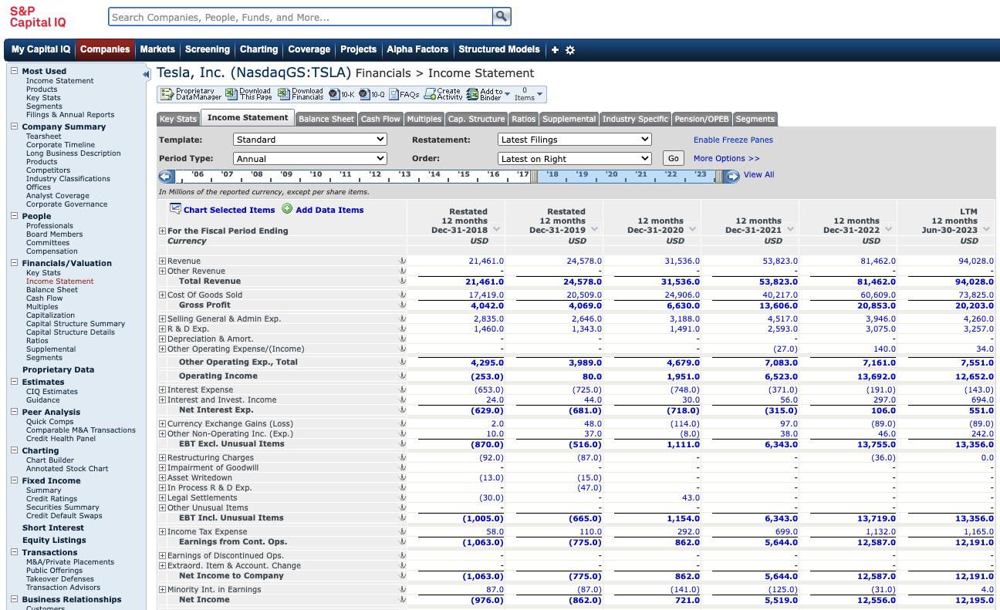 S&P
Capital IQ
Search Companies, People, Funds, and More...
My Capital IQ Companies Markets Screening Charting Coverage Projects Alpha Factors Structured Models
Most Used
Income Statement
Products
Key Stats
Segments
Filings & Annual Reports
Company Summary
Tearsheet
Corporate Timeline
Long Business Description
Products
Competitors
Industry Classifications
Offices
Analyst Coverage
Corporate Governance
People
Professionals
Board Members
Committees
Compensation
Financials/Valuation
Key Stats
Income Statement
Balance Sheet
Cash Flow
Multiples
Capitalization
Capital Structure Summary
Capital Structure Details
Ratios
Supplemental
Segments
Proprietary Data
Estimates
CIQ Estimates
Guidance
Peer Analysis
Quick Comps
Comparable M&A Transactions
Credit Health Panel
Charting
Chart Builder
Annotated Stock Chart
Fixed Income
Summary
Credit Ratings
Securities Summary
Credit Default Swaps
Short Interest
Equity Listings
Transactions
M&A/Private Placements
Public Offerings
Takeover Defenses
Transaction Advisors
Business Relationships
Customers
Tesla, Inc. (NasdaqGS:TSLA) Financials > Income Statement
Proprietary Data Manager Download This Page Download Financials 10-K 10-Q FAQs Create Activity Add to Binder 0 Items
Key Stats Income Statement Balance Sheet Cash Flow Multiples Cap. Structure Ratios Supplemental Industry Specific Pension/OPEB Segments
Template: Standard Restatement: Latest Filings Enable Freeze Panes
Period Type: Annual Order: Latest on Right Go More Options >>
'06 '07 '08 '09 '10 '11 '12 '13 '14 '15 '16 '17 '18 '19 '20 '21 '22 '23 View All
In Millions of the reported currency, except per share items.
Chart Selected Items Add Data Items
For the Fiscal Period Ending Restated 12 months Dec-31-2018 Restated 12 months Dec-31-2019 12 months Dec-31-2020 12 months Dec-31-2021 12 months Dec-31-2022 LTM 12 months Jun-30-2023
Currency USD USD USD USD USD USD
Revenue 21,461.0 24,578.0 31,536.0 53,823.0 81,462.0 94,028.0
Other Revenue - - - - - -
Total Revenue 21,461.0 24,578.0 31,536.0 53,823.0 81,462.0 94,028.0
Cost Of Goods Sold 17,419.0 20,509.0 24,906.0 40,217.0 60,609.0 73,825.0
Gross Profit 4,042.0 4,069.0 6,630.0 13,606.0 20,853.0 20,203.0
Selling General & Admin Exp. 2,835.0 2,646.0 3,188.0 4,517.0 3,946.0 4,260.0
R & D Exp. 1,460.0 1,343.0 1,491.0 2,593.0 3,075.0 3,257.0
Depreciation & Amort. - - - - - -
Other Operating Expense/(Income) - - - (27.0) 140.0 34.0
Other Operating Exp., Total 4,295.0 3,989.0 4,679.0 7,083.0 7,161.0 7,551.0
Operating Income (253.0) 80.0 1,951.0 6,523.0 13,692.0 12,652.0
Interest Expense (653.0) (725.0) (748.0) (371.0) (191.0) (143.0)
Interest and Invest. Income 24.0 44.0 30.0 56.0 297.0 694.0
Net Interest Exp. (629.0) (681.0) (718.0) (315.0) 106.0 551.0
Currency Exchange Gains (Loss) 2.0 48.0 (114.0) 97.0 (89.0) (89.0)
Other Non-Operating Inc. (Exp.) 10.0 37.0 (8.0) 38.0 46.0 242.0
EBT Excl. Unusual Items (870.0) (516.0) 1,111.0 6,343.0 13,755.0 13,356.0
Restructuring Charges (92.0) (87.0) - - (36.0) 0.0
Impairment of Goodwill - - - - - -
Asset Writedown (13.0) (15.0) - - - -
In Process R & D Exp. - (47.0) - - - -
Legal Settlements (30.0) - 43.0 - - -
Other Unusual Items - - - - - -
EBT Incl. Unusual Items (1,005.0) (665.0) 1,154.0 6,343.0 13,719.0 13,356.0
Income Tax Expense 58.0 110.0 292.0 699.0 1,132.0 1,165.0
Earnings from Cont. Ops. (1,063.0) (775.0) 862.0 5,644.0 12,587.0 12,191.0
Earnings of Discontinued Ops. - - - - - -
Extraord. Item & Account. Change - - - - - -
Net Income to Company (1,063.0) (775.0) 862.0 5,644.0 12,587.0 12,191.0
Minority Int. in Earnings 87.0 (87.0) (141.0) (125.0) (31.0) 4.0
Net Income (976.0) (862.0) 721.0 5,519.0 12,556.0 12,195.0